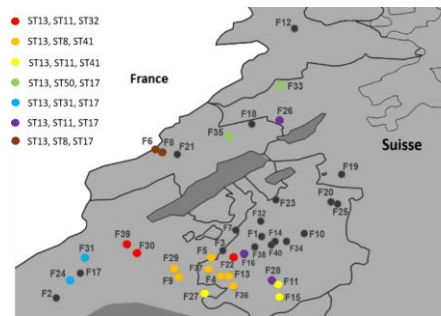 ST13, ST11, ST32
ST13, ST8, ST41
ST13, ST11, ST41
ST13, ST50, ST17
ST13, ST31, ST17
ST13, ST11, ST17
ST13, ST8, ST17
France
Suisse
F12
F33
F26
F18
F35
F6
F8
F21
F19
F20
F25
F23
F32
F7
F1
F14
F10
F39
F30
F3
F38
F40
F34
F31
F5
F16
F29
F37
F22
F24
F17
F9
F4
F13
F28
F11
F2
F27
F36
F15